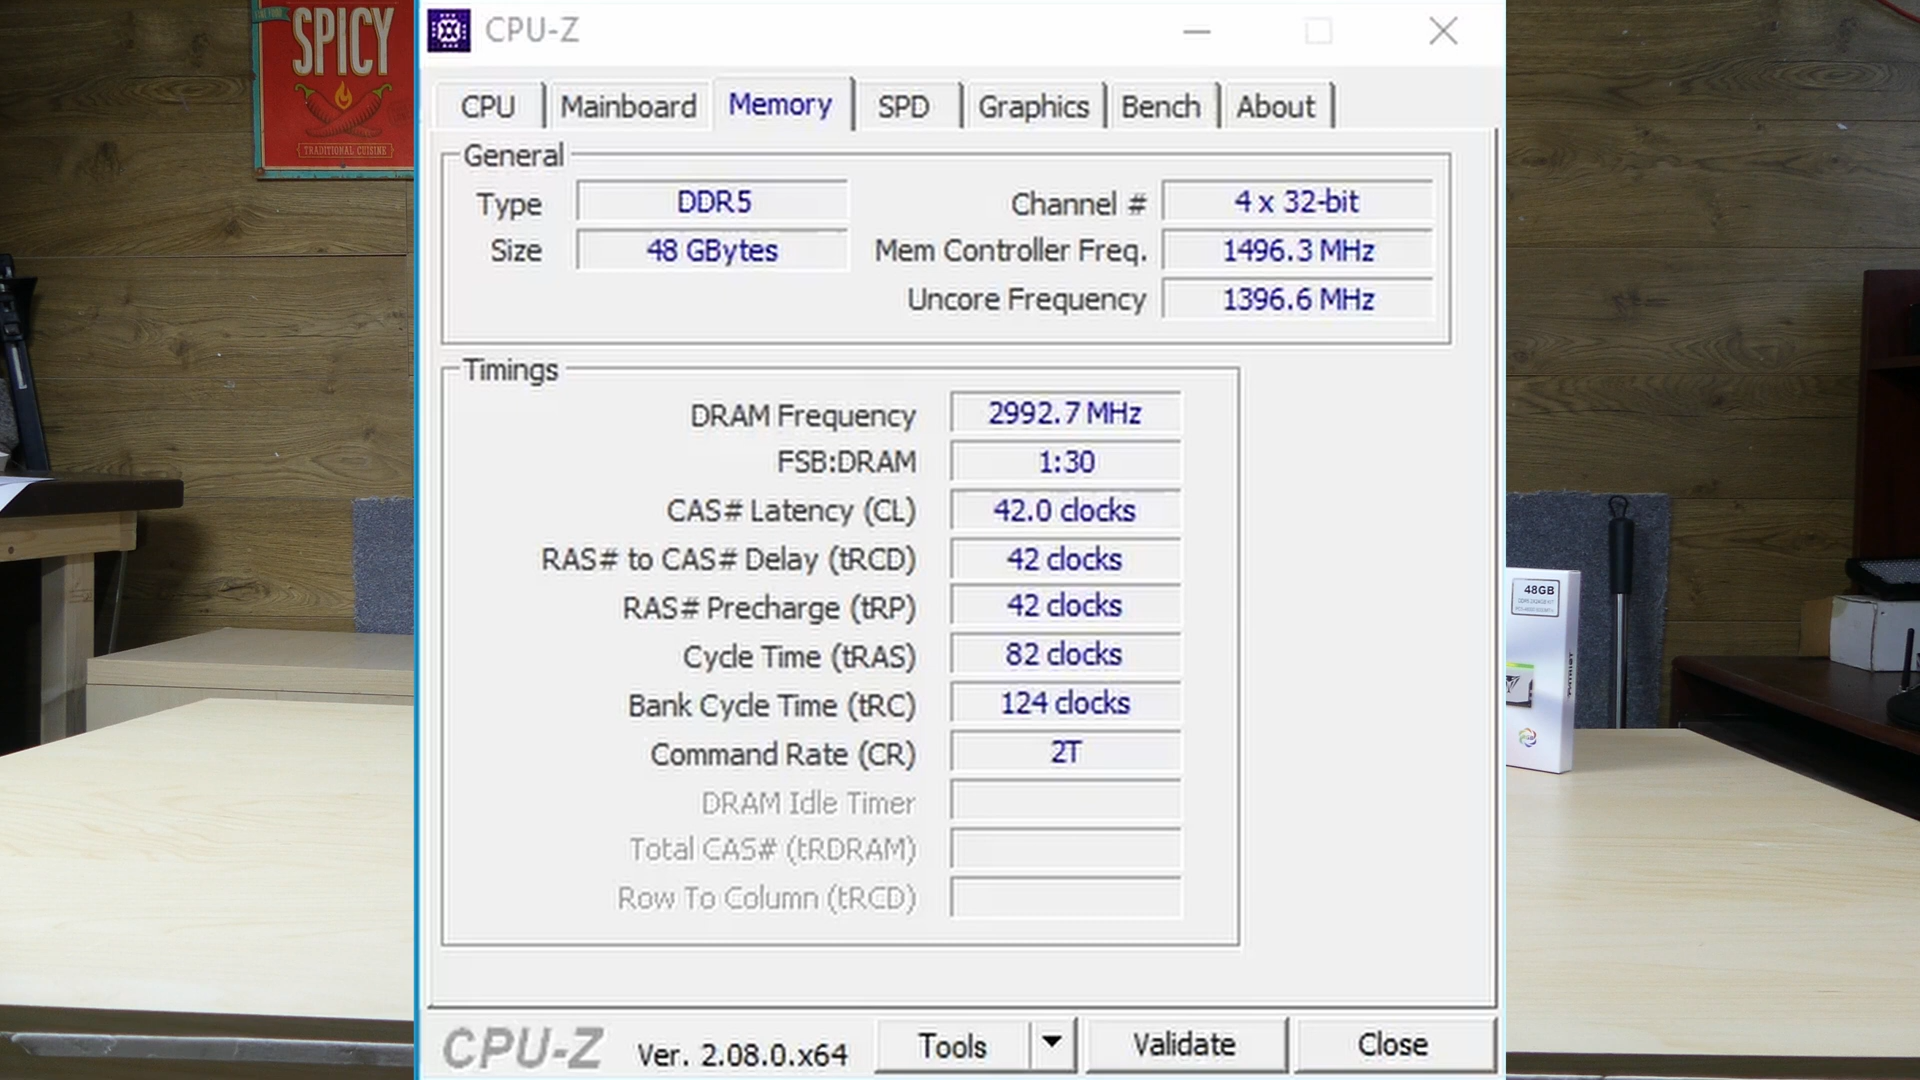 SPICY
TRADITIONAL CUISINE
CPU-Z
CPU Mainboard Memory SPD Graphics Bench About
General
Type DDR5 Channel # 4 x 32-bit
Size 48 GBytes Mem Controller Freq. 1496.3 MHz
Uncore Frequency 1396.6 MHz
Timings
DRAM Frequency 2992.7 MHz
FSB:DRAM 1:30
CAS# Latency (CL) 42.0 clocks
RAS# to CAS# Delay (tRCD) 42 clocks
RAS# Precharge (tRP) 42 clocks
Cycle Time (tRAS) 82 clocks
Bank Cycle Time (tRC) 124 clocks
Command Rate (CR) 2T
DRAM Idle Timer
Total CAS# (tRDRAM)
Row To Column (tRCD)
CPU-Z Ver. 2.08.0.x64 Tools Validate Close
48GB
PATRIOT